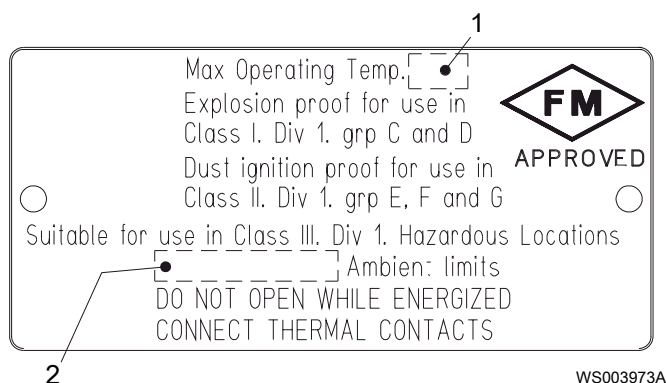 1
Max Operating Temp.
Explosion proof for use in
Class I. Div 1. grp C and D
Dust ignition proof for use in
Class II. Div 1. grp E, F and G
FM
APPROVED
Suitable for use in Class III. Div 1. Hazardous Locations
Ambien: limits
DO NOT OPEN WHILE ENERGIZED
CONNECT THERMAL CONTACTS
2
WS003973A